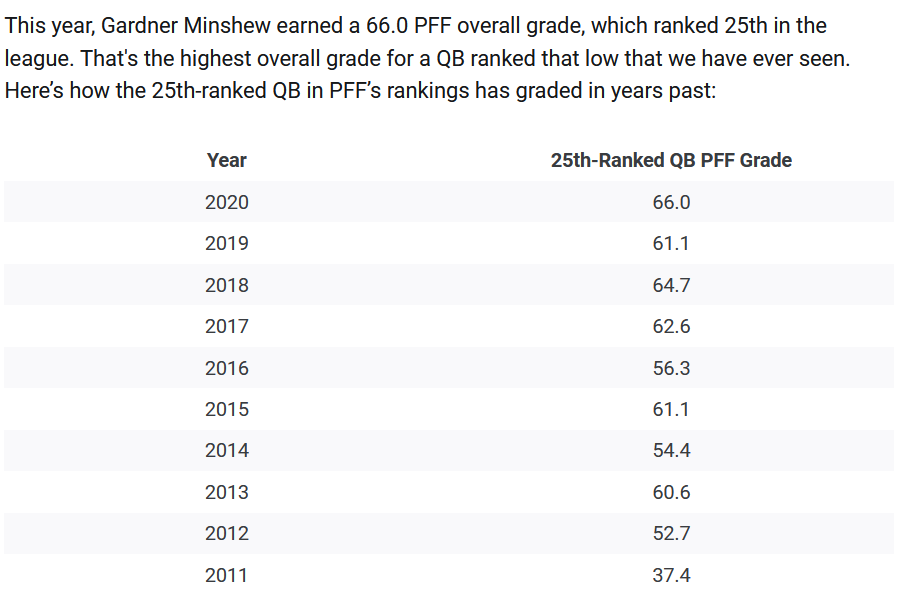 This year, Gardner Minshew earned a 66.0 PFF overall grade, which ranked 25th in the
league. That's the highest overall grade for a QB ranked that low that we have ever seen.
Here’s how the 25th-ranked QB in PFF’s rankings has graded in years past:
Year 25th-Ranked QB PFF Grade
2020 66.0
2019 61.1
2018 64.7
2017 62.6
2016 56.3
2015 61.1
2014 54.4
2013 60.6
2012 52.7
2011 37.4